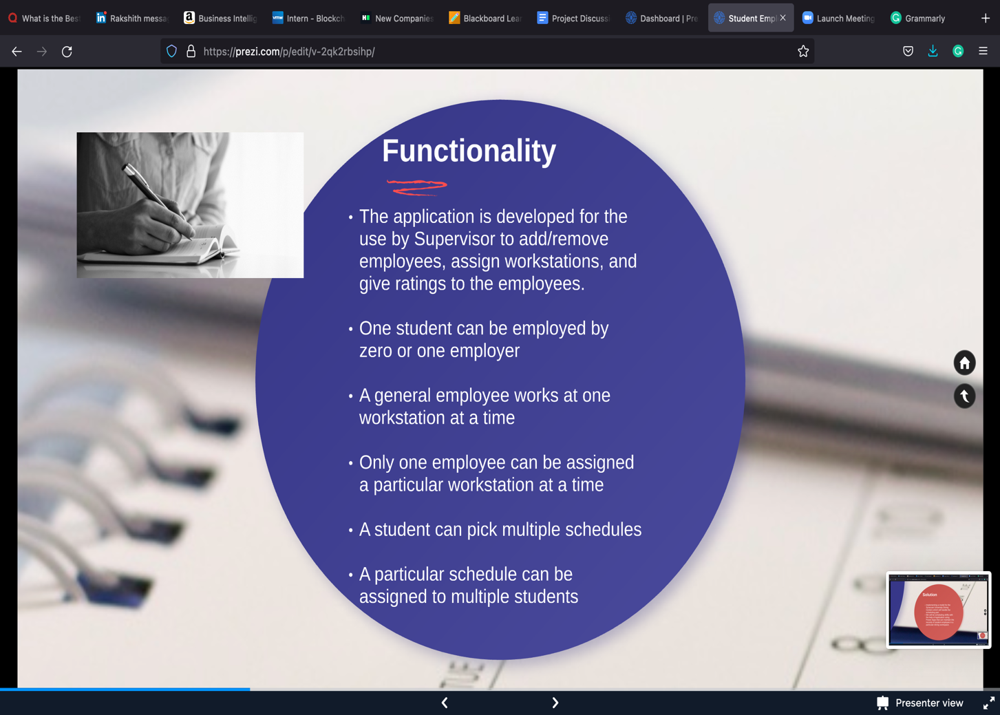 What is the Best
Rakshith messa
Business Intellig
Intern - Blockch
New Companies
Blackboard Lear
Project Discussi
Dashboard | Pre
Student Empl
Launch Meeting
Grammarly
https://prezi.com/p/edit/v-2qk2rbsihp/
Functionality
• The application is developed for the
use by Supervisor to add/remove
employees, assign workstations, and
give ratings to the employees.
• One student can be employed by
zero or one employer
• A general employee works at one
workstation at a time
• Only one employee can be assigned
a particular workstation at a time
• A student can pick multiple schedules
• A particular schedule can be
assigned to multiple students
Solution
Presenter view